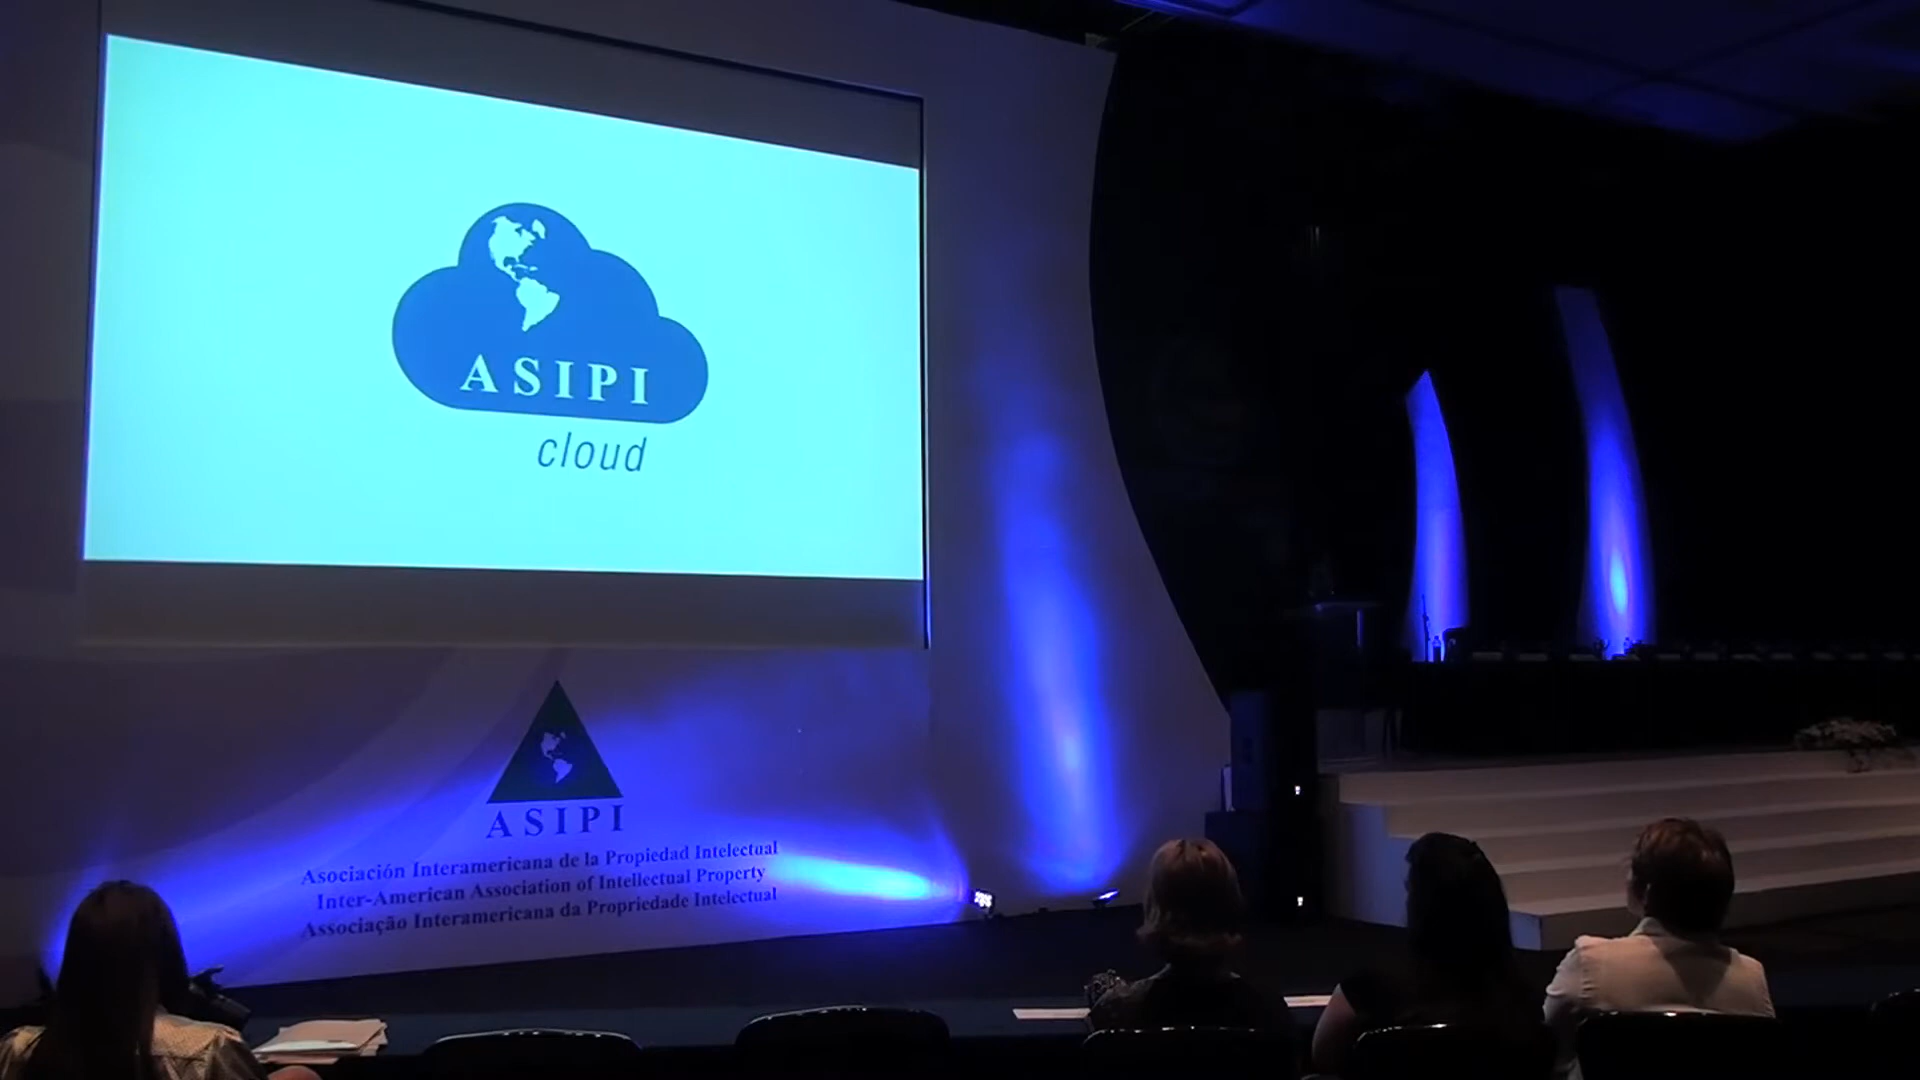 ASIPI
cloud
ASIPI
Asociación Interamericana de la Propiedad Intelectual
Inter-American Association of Intellectual Property
Associação Interamericana da Propriedade Intelectual